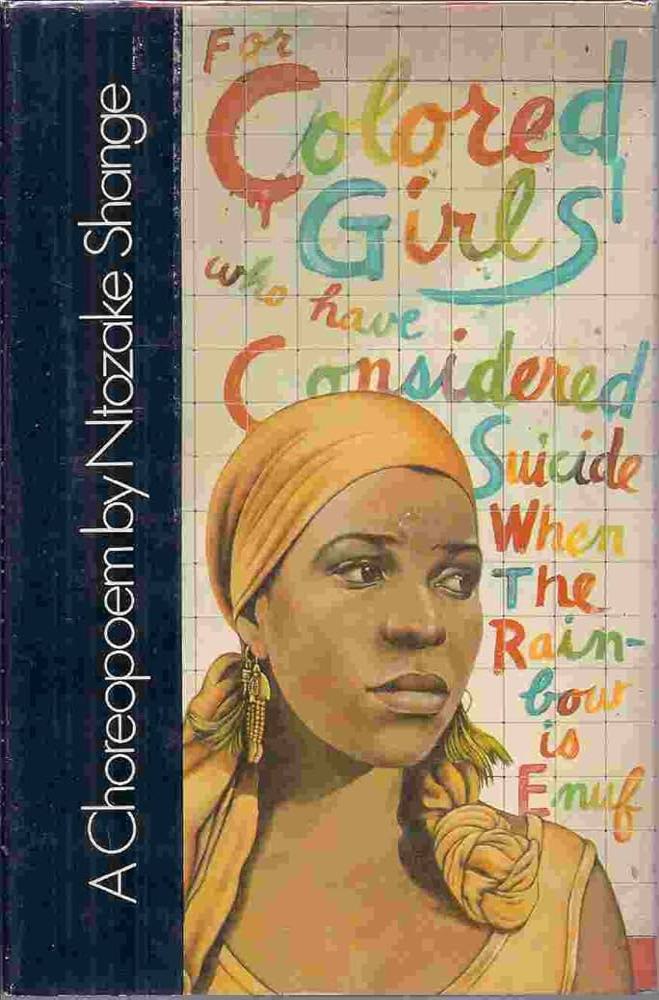 A Choreopoem by Ntozake Shange
For
Colored
Girls
who have
Considered
Suicide
When
The
Rain-
bow
is
Enuf